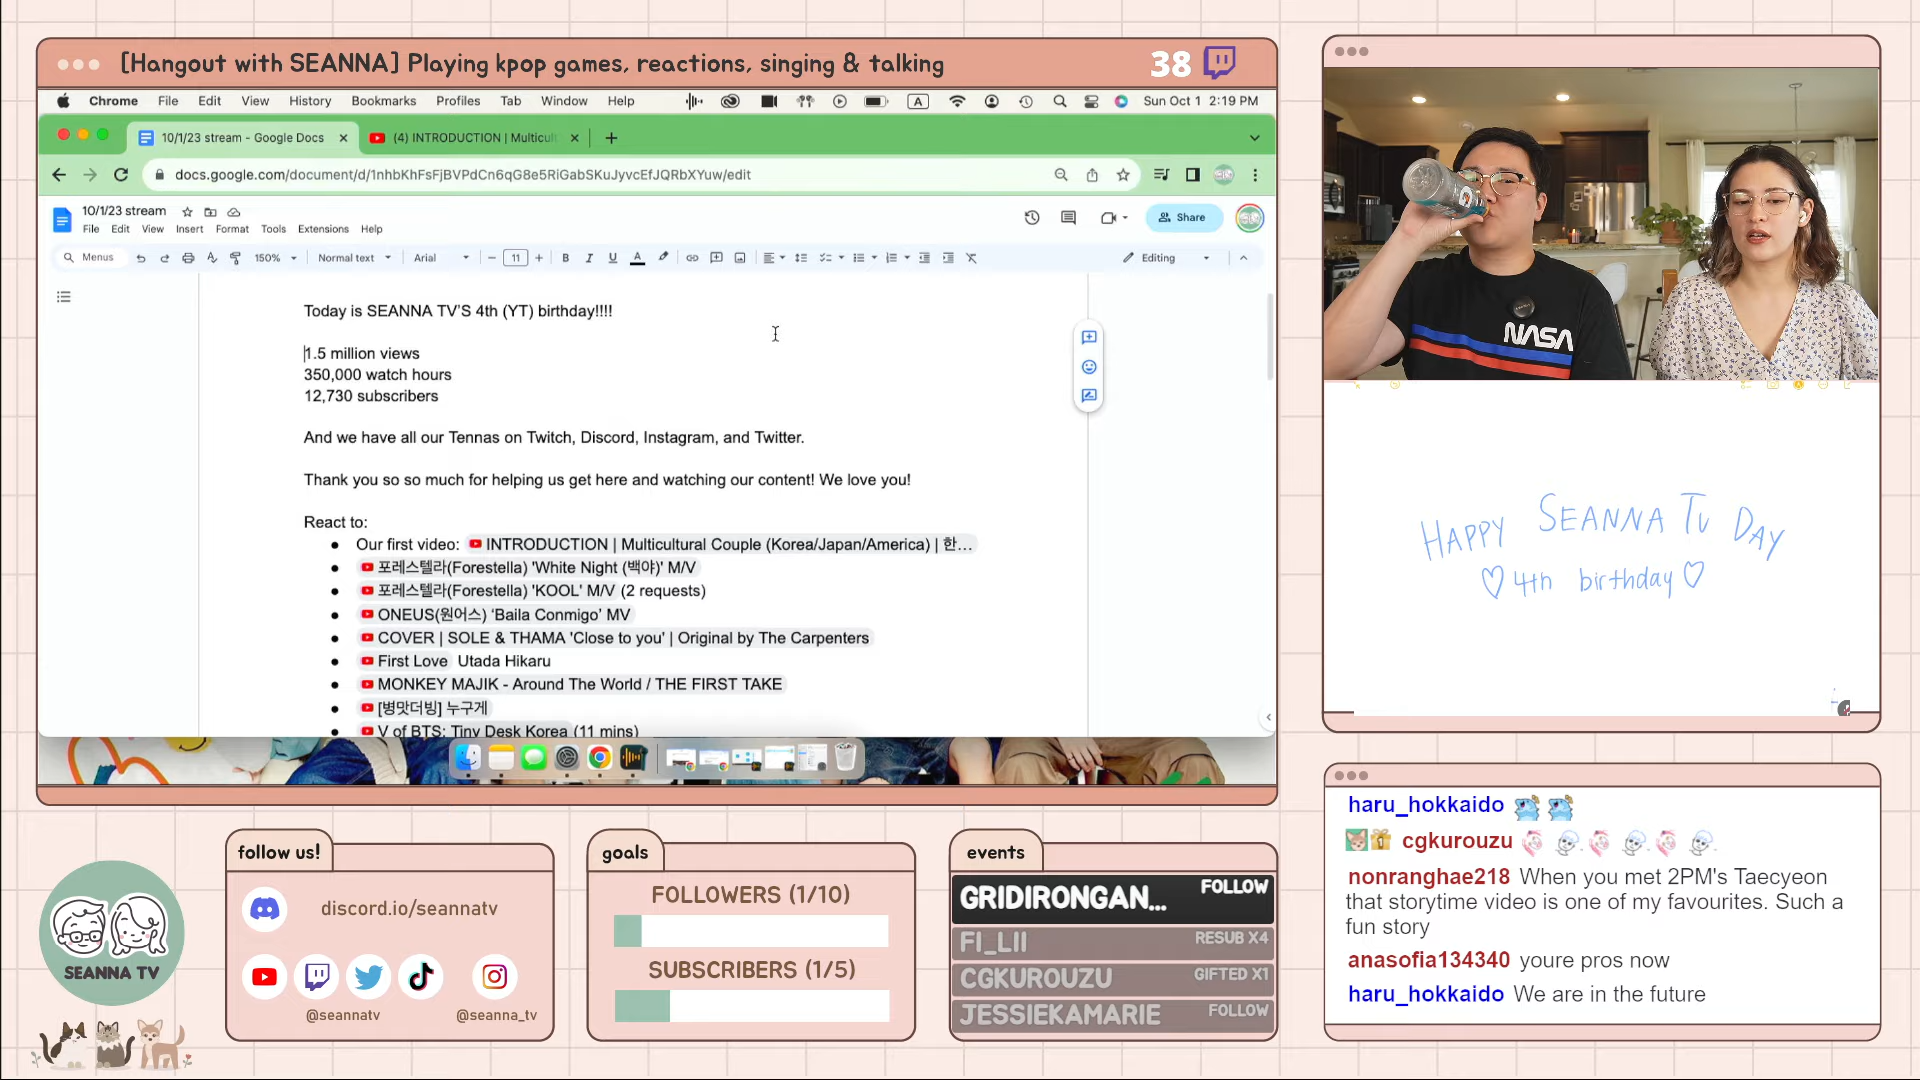 [Hangout with SEANNA] Playing kpop games, reactions, singing & talking
38
Chrome File Edit View History Bookmarks Profiles Tab Window Help
A
Sun Oct 1 2:19 PM
10/1/23 stream - Google Docs
(4) INTRODUCTION | Multicul
docs.google.com/document/d/1nhbKhFsFjBVPdCn6qG8e5RiGabSKuJyvcEfJQRbXYuw/edit
10/1/23 stream
File Edit View Insert Format Tools Extensions Help
Share
Menus 150% Normal text Arial 11 B I U A Editing
Today is SEANNA TV'S 4th (YT) birthday!!!!
1.5 million views
350,000 watch hours
12,730 subscribers
And we have all our Tennas on Twitch, Discord, Instagram, and Twitter.
Thank you so so much for helping us get here and watching our content! We love you!
React to:
Our first video: INTRODUCTION | Multicultural Couple (Korea/Japan/America) | 한...
포레스텔라(Forestella) 'White Night (백야)' M/V
포레스텔라(Forestella) 'KOOL' M/V (2 requests)
ONEUS(원어스) 'Baila Conmigo' MV
COVER | SOLE & THAMA 'Close to you' | Original by The Carpenters
First Love Utada Hikaru
MONKEY MAJIK - Around The World / THE FIRST TAKE
[병맛더빙] 누구게
V of BTS: Tiny Desk Korea (11 mins)
NASA
HAPPY SEANNA TV DAY
♡ 4th birthday ♡
follow us!
discord.io/seannatv
@seannatv
@seanna_tv
SEANNA TV
goals
FOLLOWERS (1/10)
SUBSCRIBERS (1/5)
events
GRIDIRONGAN... FOLLOW
FI_LII RESUB X4
CGKUROUZU GIFTED X1
JESSIEKAMARIE FOLLOW
haru_hokkaido
cgkurouzu
nonranghae218 When you met 2PM's Taecyeon
that storytime video is one of my favourites. Such a
fun story
anasofia134340 youre pros now
haru_hokkaido We are in the future